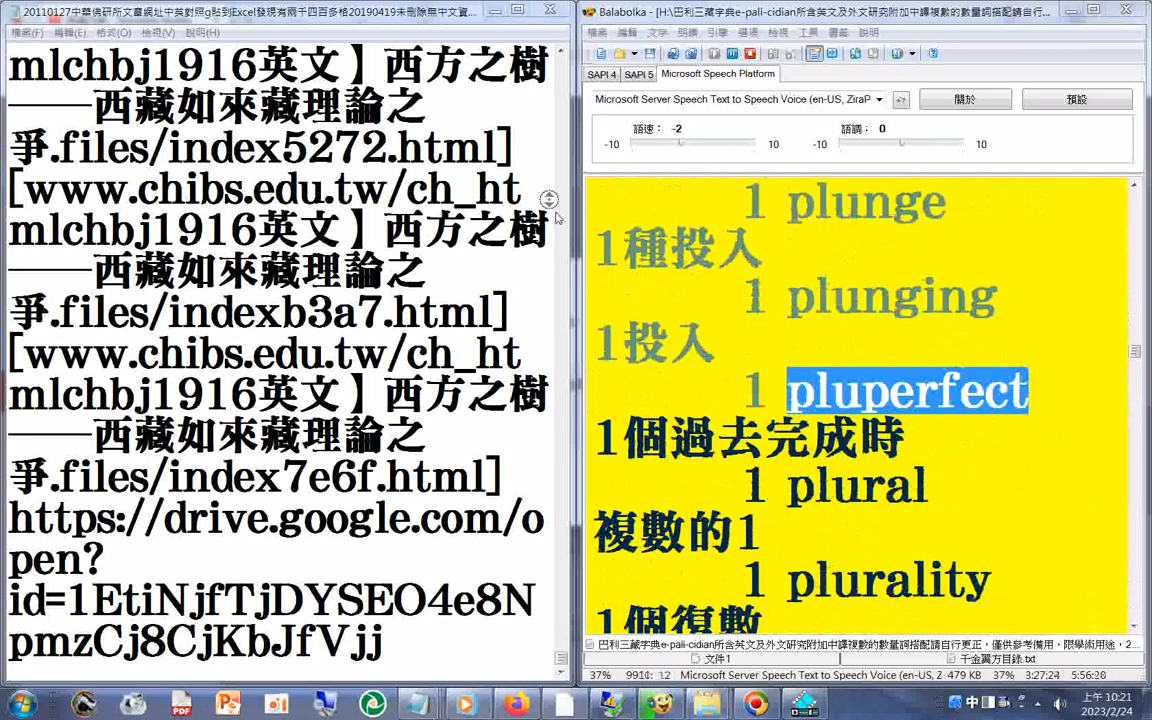 20110127中華佛研所文章網址中英對照g貼到Excel發現有兩千四百多格20190419未刪除無中文資...
檔案(F) 編輯(E) 格式(O) 檢視(V) 說明(H)
mlchbj1916英文】西方之樹
——西藏如來藏理論之
爭.files/index5272.html]
[www.chibs.edu.tw/ch_ht
mlchbj1916英文】西方之樹
——西藏如來藏理論之
爭.files/indexb3a7.html]
[www.chibs.edu.tw/ch_ht
mlchbj1916英文】西方之樹
——西藏如來藏理論之
爭.files/index7e6f.html]
https://drive.google.com/o
pen?
id=1EtiNjfTjDYSEO4e8N
pmzCj8CjKbJfVjj
Balabolka - [H:\巴利三藏字典e-pali-cidian所含英文及外文研究附加中譯複數的數量詞搭配請自行...
檔案 編輯 文字 朗讀 引擎 選項 檢視 工具 書籤 說明
SAPI 4 SAPI 5 Microsoft Speech Platform
Microsoft Server Speech Text to Speech Voice (en-US, ZiraP 關於 預設
語速： -2 語調： 0
-10 10 -10 10
1 plunge
1種投入
1 plunging
1投入
1 pluperfect
1個過去完成時
1 plural
複數的1
1 plurality
1個復數
巴利三藏字典e-pali-cidian所含英文及外文研究附加中譯複數的數量詞搭配請自行更正，僅供參考備用，限學術用途，2...
文件1 千金翼方目錄.txt
37% Microsoft Server Speech Text to Speech Voice (en-US, Z 479 KB 37% 3:27:24 5:56:30
中
上午 10:21
2023/2/24